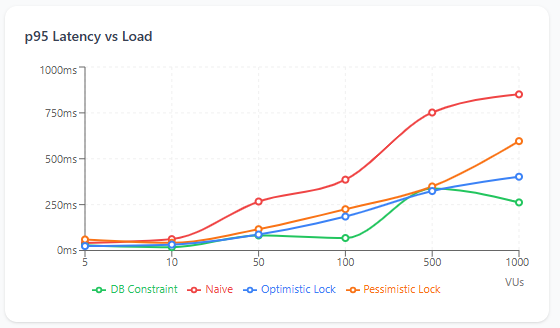 p95 Latency vs Load
1000ms
750ms
500ms
250ms
0ms
5 10 50 100 500 1000
VUs
DB Constraint Naive Optimistic Lock Pessimistic Lock